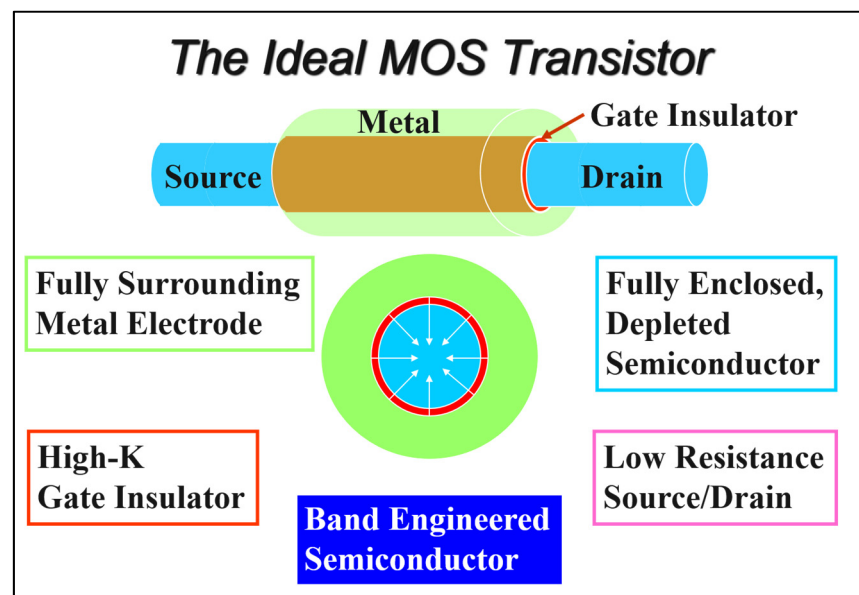 The Ideal MOS Transistor
Metal
Gate Insulator
Source
Drain
Fully Surrounding
Metal Electrode
Fully Enclosed,
Depleted
Semiconductor
High-K
Gate Insulator
Low Resistance
Source/Drain
Band Engineered
Semiconductor